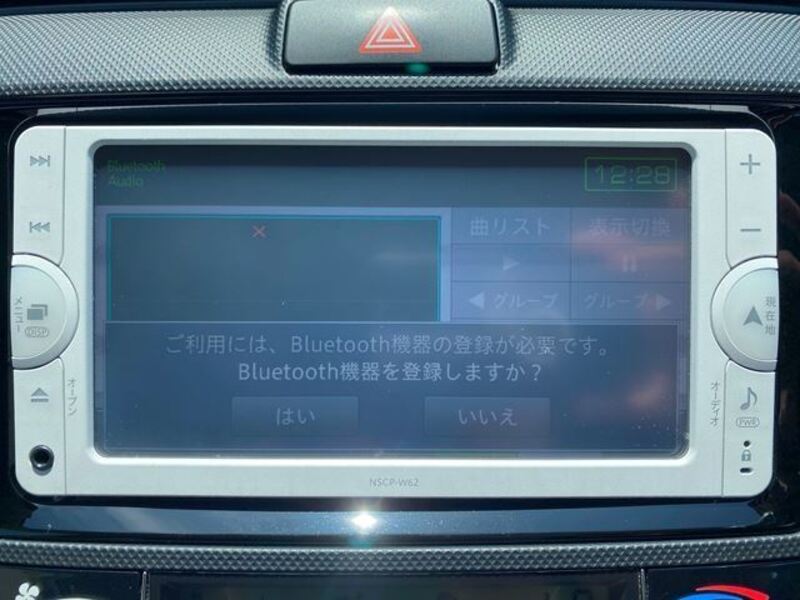 Bluetooth
Audio
12:28
曲リスト
表示切換
グループ
グループ
ご利用には、Bluetooth機器の登録が必要です。
Bluetooth機器を登録しますか？
はい
いいえ
メニュー
DISP
オープン
現在地
オーディオ
PWR
NSCP-W62